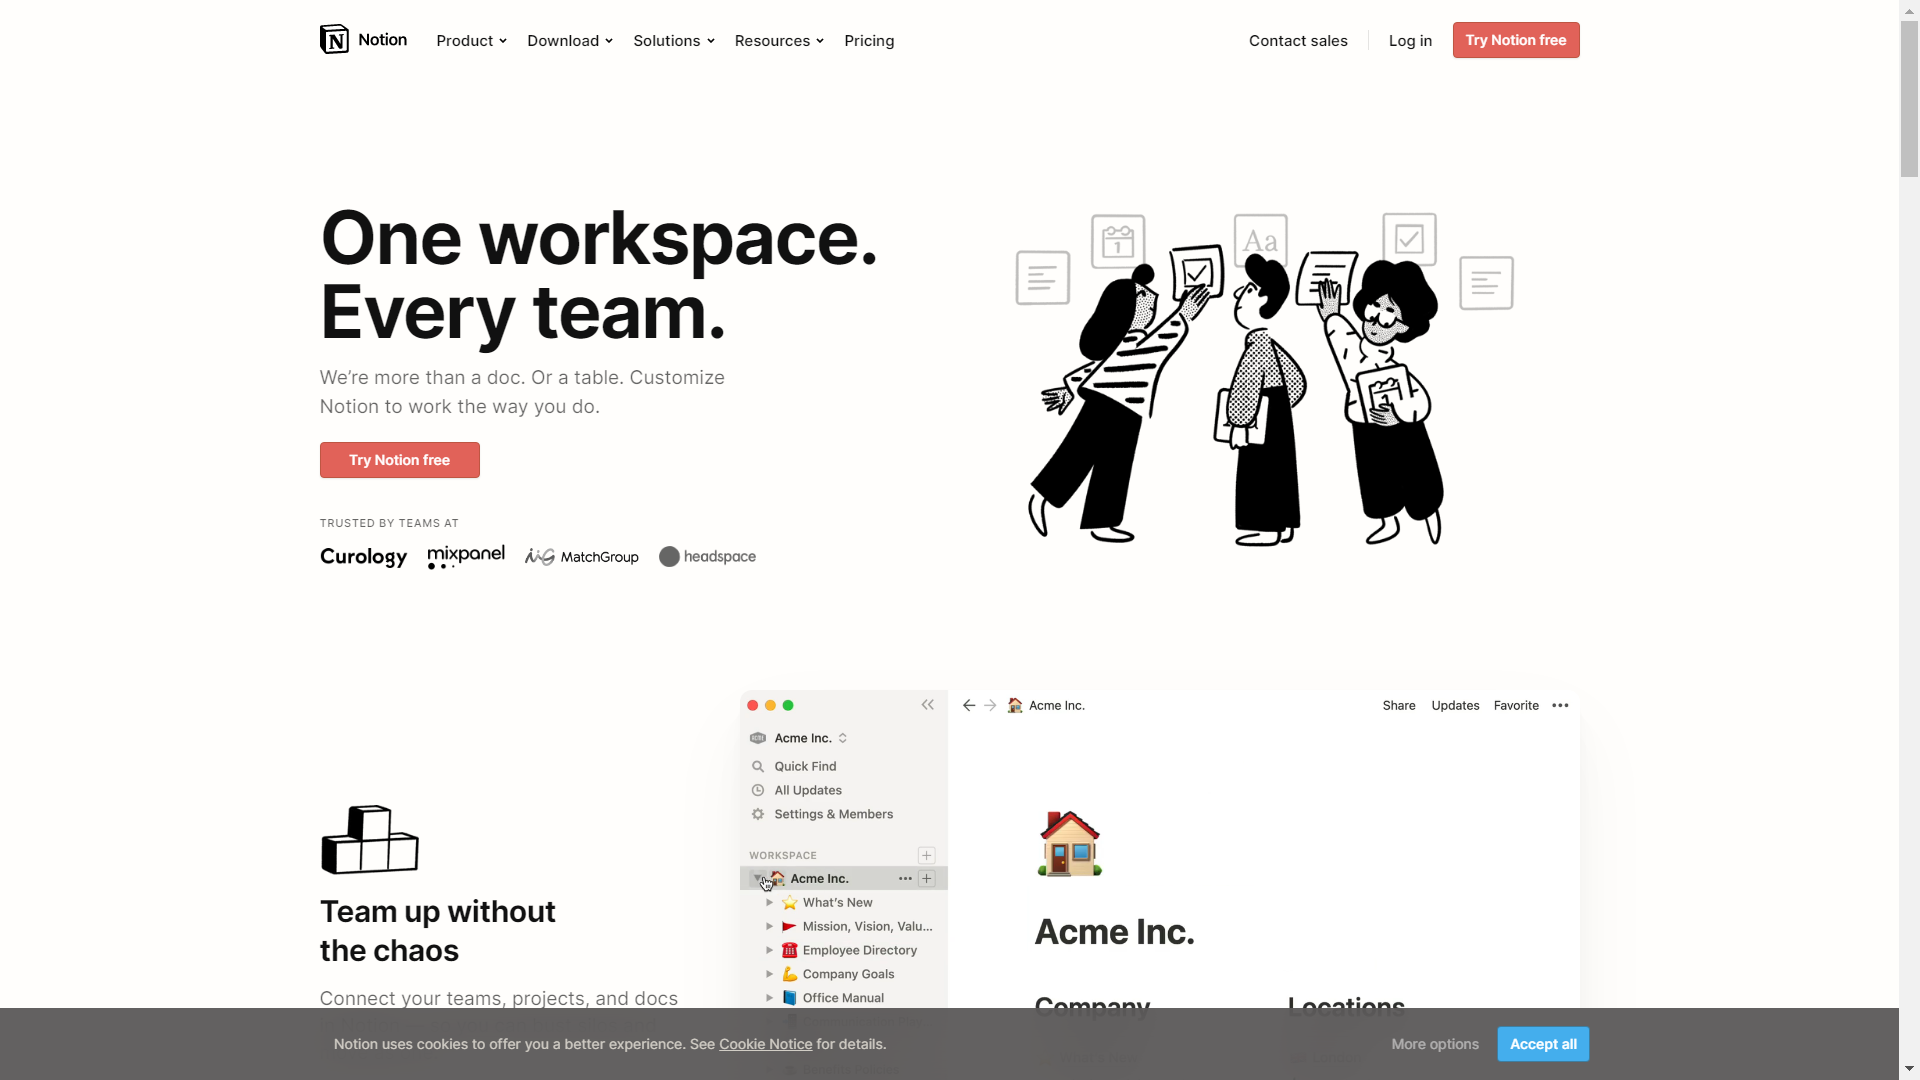 Notion
Product
Download
Solutions
Resources
Pricing
Contact sales
Log in
Try Notion free
One workspace.
Every team.
We’re more than a doc. Or a table. Customize
Notion to work the way you do.
Try Notion free
TRUSTED BY TEAMS AT
Curology
mixpanel
MatchGroup
headspace
1
Aa
Acme Inc.
Quick Find
All Updates
Settings & Members
WORKSPACE
Acme Inc.
What’s New
Mission, Vision, Valu...
Employee Directory
Company Goals
Office Manual
Acme Inc.
Share
Updates
Favorite
Acme Inc.
Company
Locations
Team up without
the chaos
Connect your teams, projects, and docs
Notion uses cookies to offer you a better experience. See Cookie Notice for details.
More options
Accept all